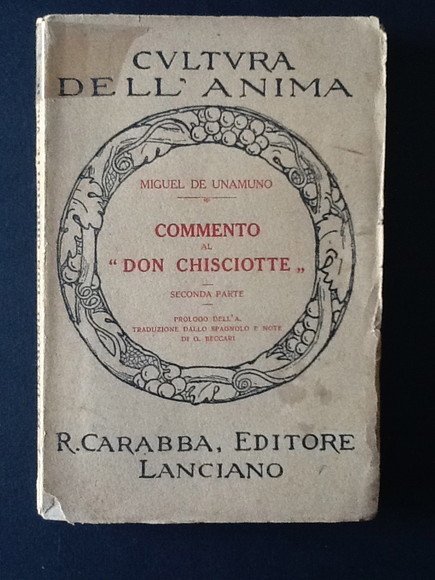 CVLTVRA
DELL' ANIMA
MIGUEL DE UNAMUNO
COMMENTO
AL
" DON CHISCIOTTE „
SECONDA PARTE
PROLOGO DELL'A.
TRADUZIONE DALLO SPAGNOLO E NOTE
DI G. BECCARI
R. CARABBA, EDITORE
LANCIANO